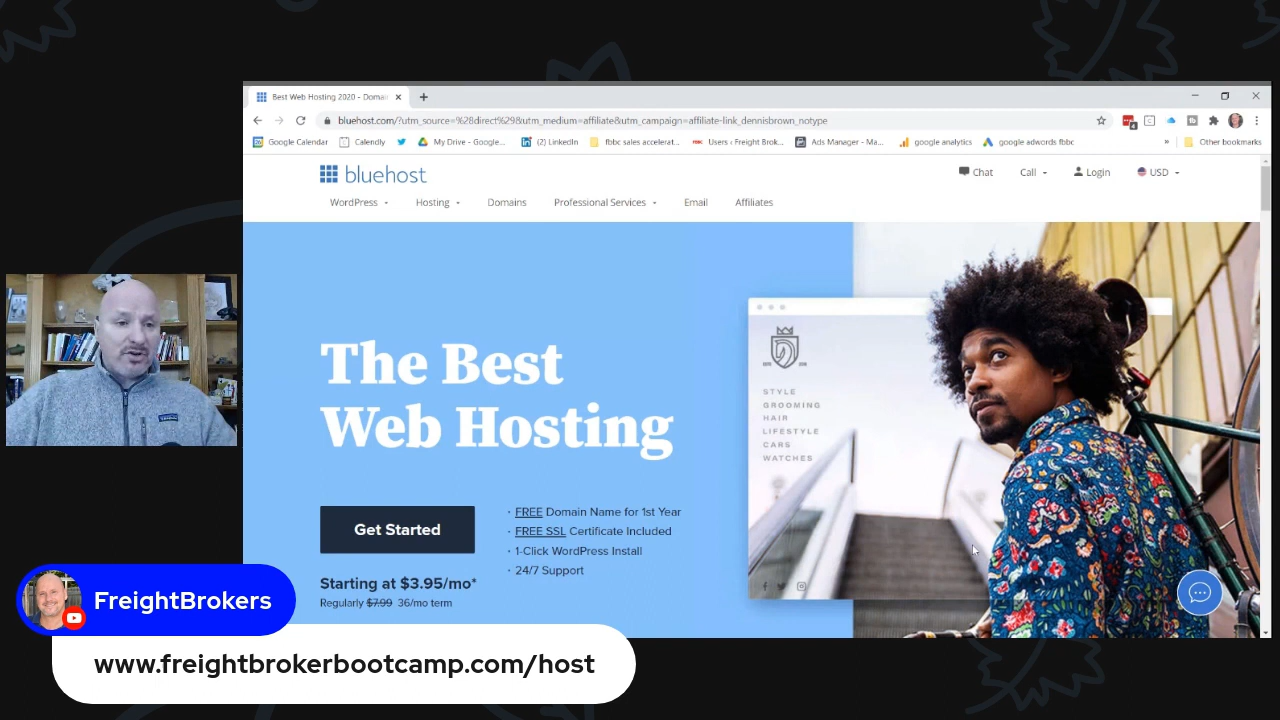 Best Web Hosting 2020 - Domai
bluehost.com/?utm_source=%28direct%29&utm_medium=affiliate&utm_campaign=affiliate-link_dennisbrown_notype
Google Calendar
Calendly
My Drive - Google...
(2) LinkedIn
fbbc sales accelerat...
Users ‹ Freight Brok...
Ads Manager - Ma...
google analytics
google adwords fbbc
»
Other bookmarks
bluehost
Chat
Call
Login
USD
WordPress
Hosting
Domains
Professional Services
Email
Affiliates
The Best
Web Hosting
Get Started
· FREE Domain Name for 1st Year
· FREE SSL Certificate Included
· 1-Click WordPress Install
· 24/7 Support
Starting at $3.95/mo*
Regularly $7.99 36/mo term
STYLE
GROOMING
HAIR
LIFESTYLE
CARS
WATCHES
FreightBrokers
www.freightbrokerbootcamp.com/host